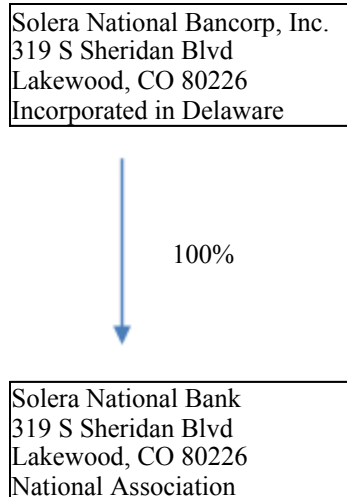 Solera National Bancorp, Inc.
319 S Sheridan Blvd
Lakewood, CO 80226
Incorporated in Delaware
100%
Solera National Bank
319 S Sheridan Blvd
Lakewood, CO 80226
National Association